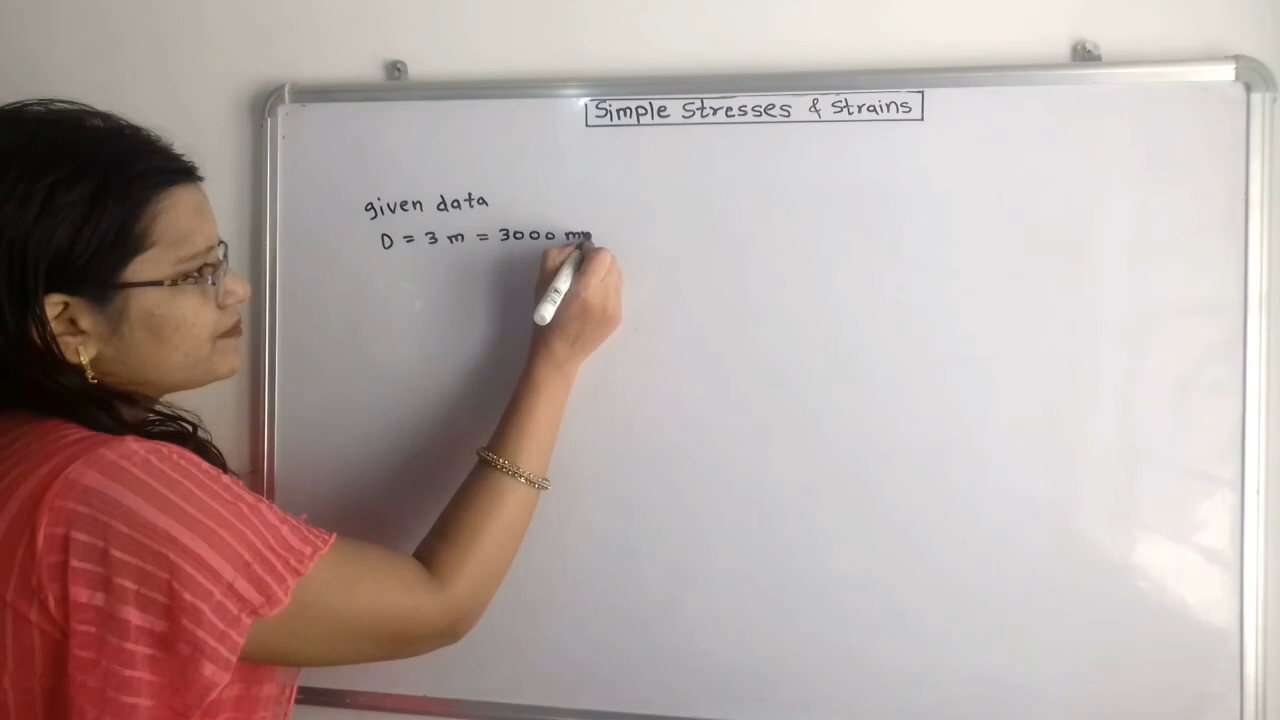 Simple Stresses & Strains
given data
D = 3 m = 3000 mm